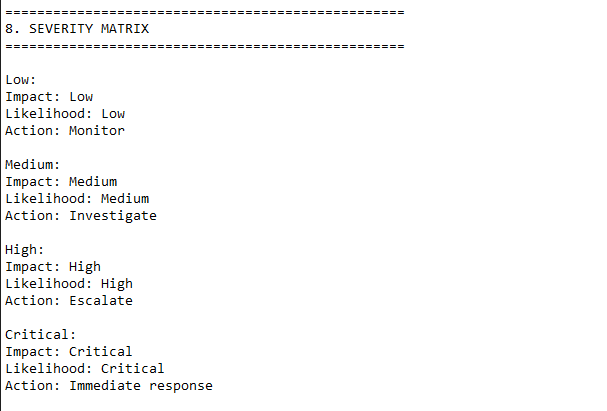 ==================================================
8. SEVERITY MATRIX
==================================================
Low:
Impact: Low
Likelihood: Low
Action: Monitor
Medium:
Impact: Medium
Likelihood: Medium
Action: Investigate
High:
Impact: High
Likelihood: High
Action: Escalate
Critical:
Impact: Critical
Likelihood: Critical
Action: Immediate response